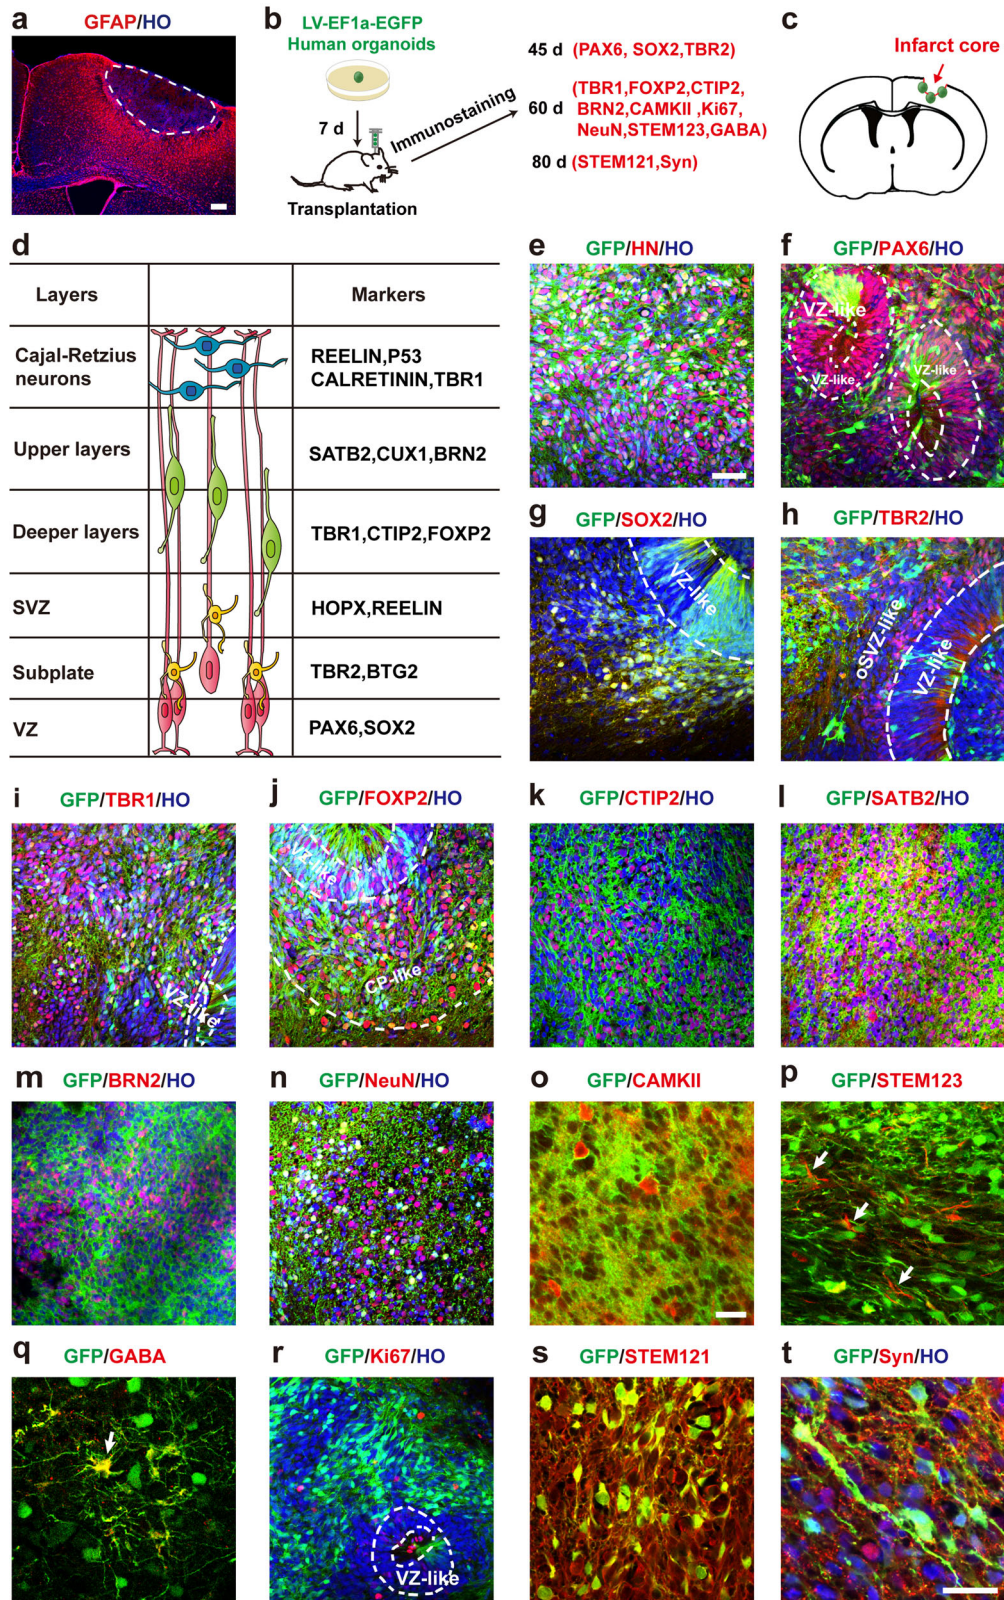 a
GFAP/HO
b
LV-EF1a-EGFP
Human organoids
7 d
Transplantation
Immunostaining
45 d (PAX6, SOX2,TBR2)
(TBR1,FOXP2,CTIP2,
60 d BRN2,CAMKII ,Ki67,
NeuN,STEM123,GABA)
80 d (STEM121,Syn)
c
Infarct core
d
Layers
Markers
Cajal-Retzius
neurons
REELIN,P53
CALRETININ,TBR1
Upper layers
SATB2,CUX1,BRN2
Deeper layers
TBR1,CTIP2,FOXP2
SVZ
HOPX,REELIN
Subplate
TBR2,BTG2
VZ
PAX6,SOX2
e
GFP/HN/HO
f
GFP/PAX6/HO
VZ-like
VZ-like
VZ-like
g
GFP/SOX2/HO
VZ-like
h
GFP/TBR2/HO
oSVZ-like
VZ-like
i
GFP/TBR1/HO
VZ-like
j
GFP/FOXP2/HO
VZ-like
CP-like
k
GFP/CTIP2/HO
l
GFP/SATB2/HO
m
GFP/BRN2/HO
n
GFP/NeuN/HO
o
GFP/CAMKII
p
GFP/STEM123
q
GFP/GABA
r
GFP/Ki67/HO
VZ-like
s
GFP/STEM121
t
GFP/Syn/HO